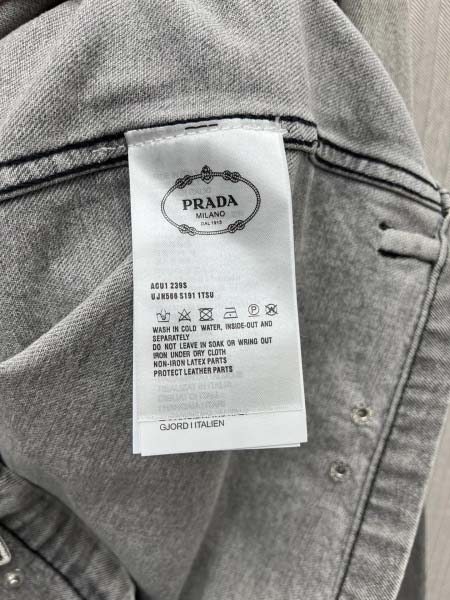 PRADA
MILANO
DAL 1913
ACU1 239S
UJN566 S191 1TSU
P
WASH IN COLD WATER, INSIDE-OUT AND
SEPARATELY
DO NOT LEAVE IN SOAK OR WRING OUT
IRON UNDER DRY CLOTH
NON-IRON LATEX PARTS
PROTECT LEATHER PARTS
GJORD I ITALIEN